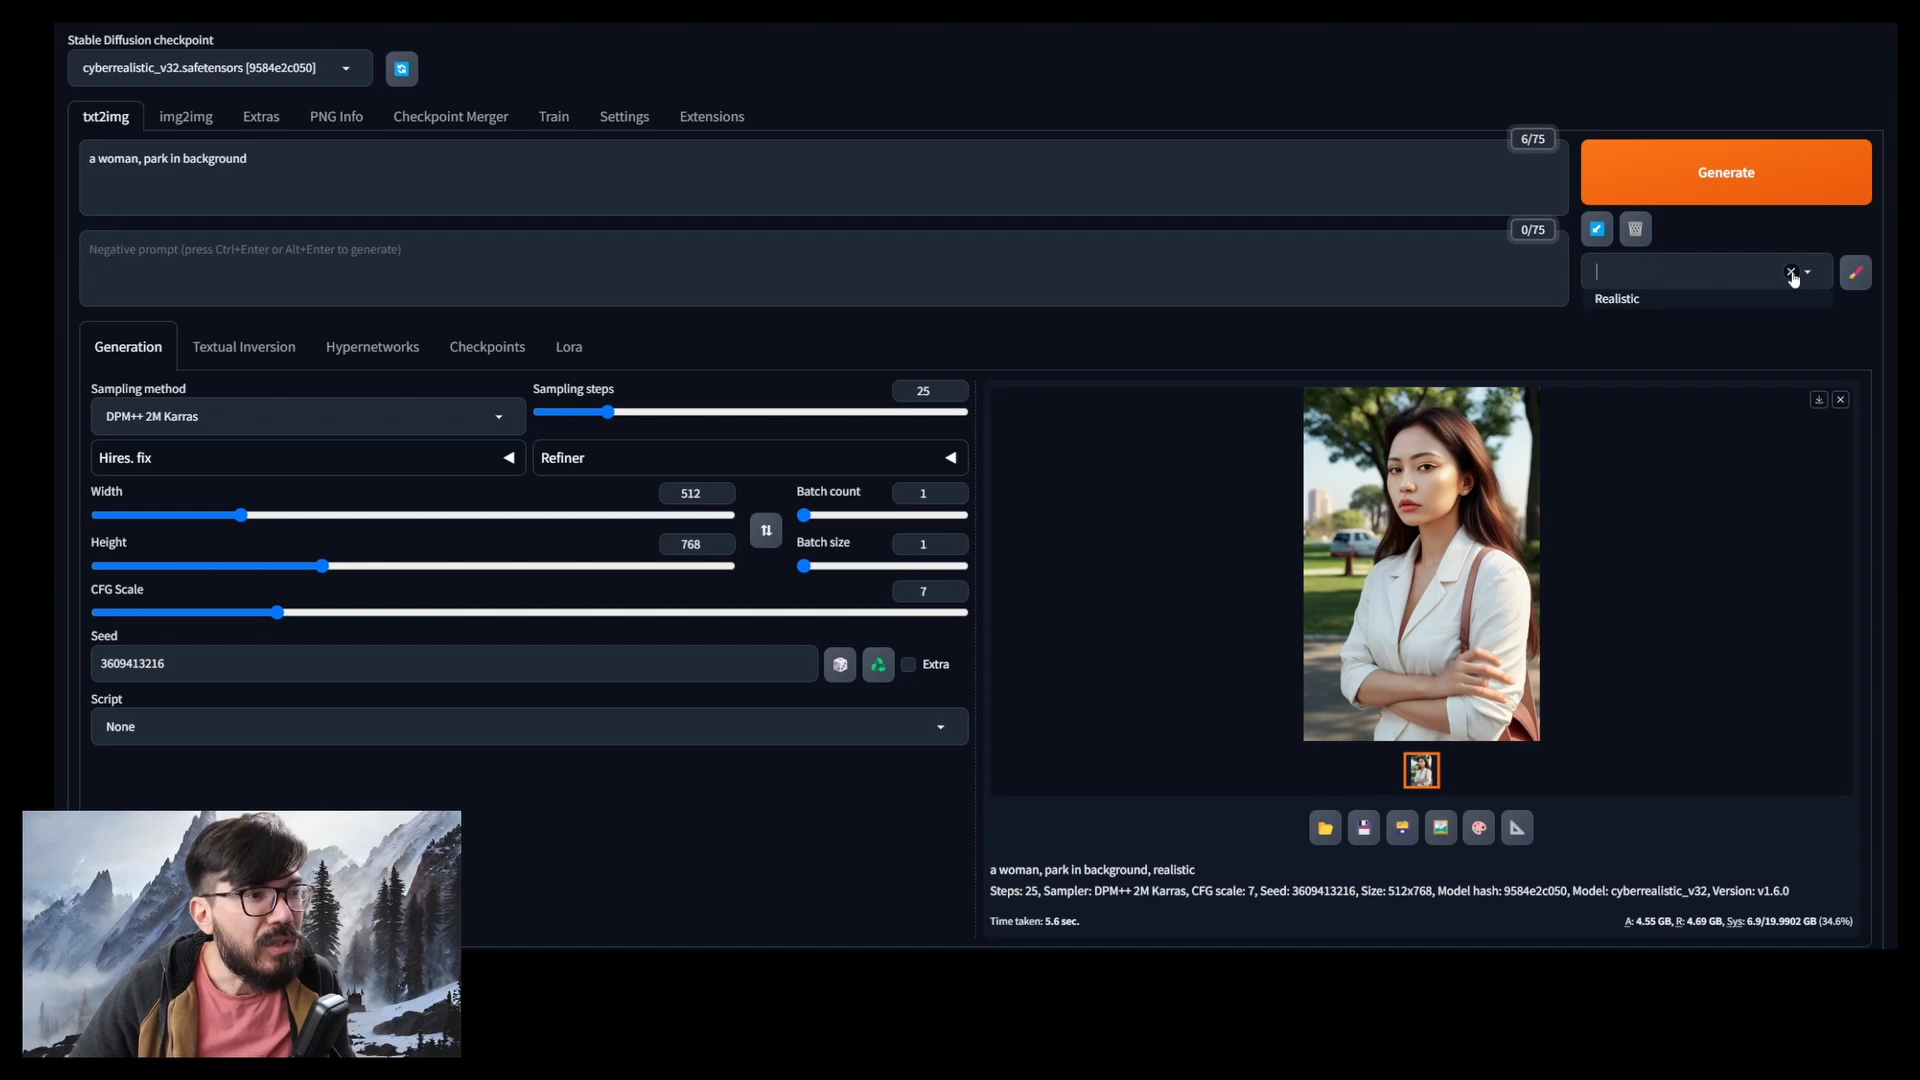 Stable Diffusion checkpoint
cyberrealistic_v32.safetensors [9584e2c050]
txt2img
img2img
Extras
PNG Info
Checkpoint Merger
Train
Settings
Extensions
6/75
a woman, park in background
Generate
0/75
Negative prompt (press Ctrl+Enter or Alt+Enter to generate)
Realistic
Generation
Textual Inversion
Hypernetworks
Checkpoints
Lora
Sampling method
Sampling steps
25
DPM++ 2M Karras
Hires. fix
Refiner
Width
512
Batch count
1
Height
768
Batch size
1
CFG Scale
7
Seed
3609413216
Extra
Script
None
a woman, park in background, realistic
Steps: 25, Sampler: DPM++ 2M Karras, CFG scale: 7, Seed: 3609413216, Size: 512x768, Model hash: 9584e2c050, Model: cyberrealistic_v32, Version: v1.6.0
Time taken: 5.6 sec.
A: 4.55 GB, R: 4.69 GB, Sys: 6.9/19.9902 GB (34.6%)